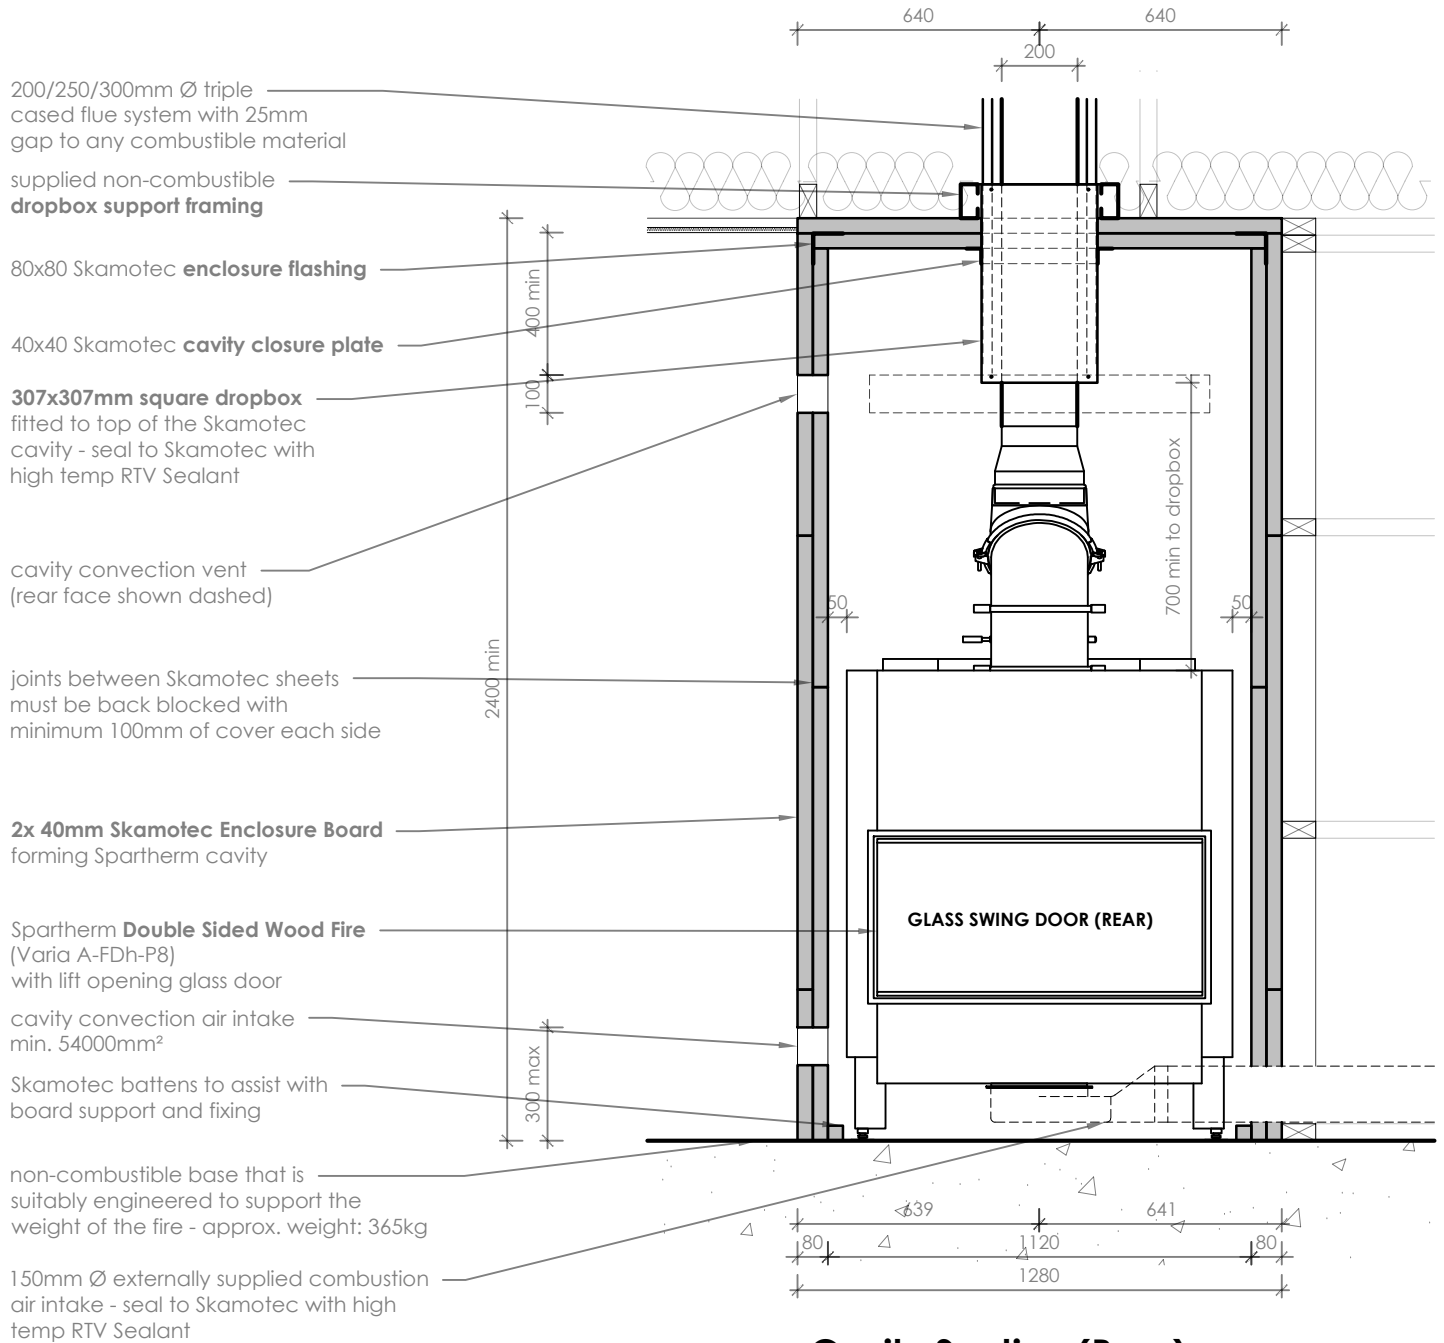 640
640
200
200/250/300mm Ø triple
cased flue system with 25mm
gap to any combustible material
supplied non-combustible
dropbox support framing
80x80 Skamotec enclosure flashing
400 min
40x40 Skamotec cavity closure plate
100
307x307mm square dropbox
fitted to top of the Skamotec
cavity - seal to Skamotec with
high temp RTV Sealant
700 min to dropbox
cavity convection vent
(rear face shown dashed)
50
50
2400 min
joints between Skamotec sheets
must be back blocked with
minimum 100mm of cover each side
2x 40mm Skamotec Enclosure Board
forming Spartherm cavity
GLASS SWING DOOR (REAR)
Spartherm Double Sided Wood Fire
(Varia A-FDh-P8)
with lift opening glass door
cavity convection air intake
min. 54000mm²
300 max
Skamotec battens to assist with
board support and fixing
non-combustible base that is
suitably engineered to support the
weight of the fire - approx. weight: 365kg
639
641
80
1120
80
1280
150mm Ø externally supplied combustion
air intake - seal to Skamotec with high
temp RTV Sealant